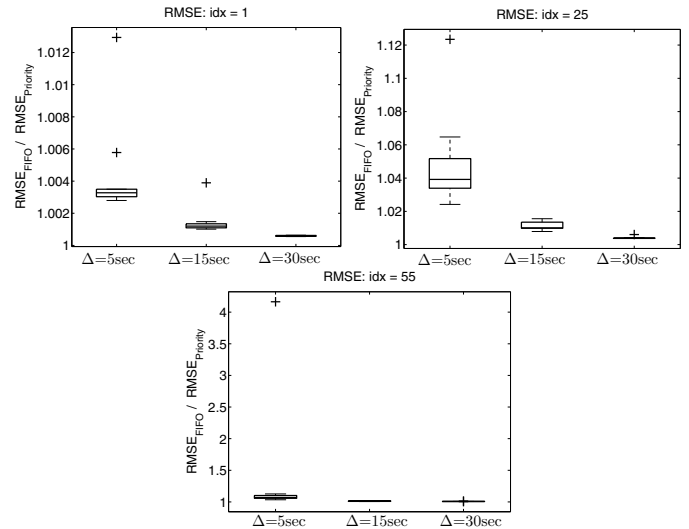 RMSE: idx = 1
RMSE_FIFO / RMSE_Priority
1.012
1.01
1.008
1.006
1.004
1.002
1
Δ=5sec Δ=15sec Δ=30sec
RMSE: idx = 25
RMSE_FIFO / RMSE_Priority
1.12
1.1
1.08
1.06
1.04
1.02
1
Δ=5sec Δ=15sec Δ=30sec
RMSE: idx = 55
RMSE_FIFO / RMSE_Priority
4
3.5
3
2.5
2
1.5
1
Δ=5sec Δ=15sec Δ=30sec